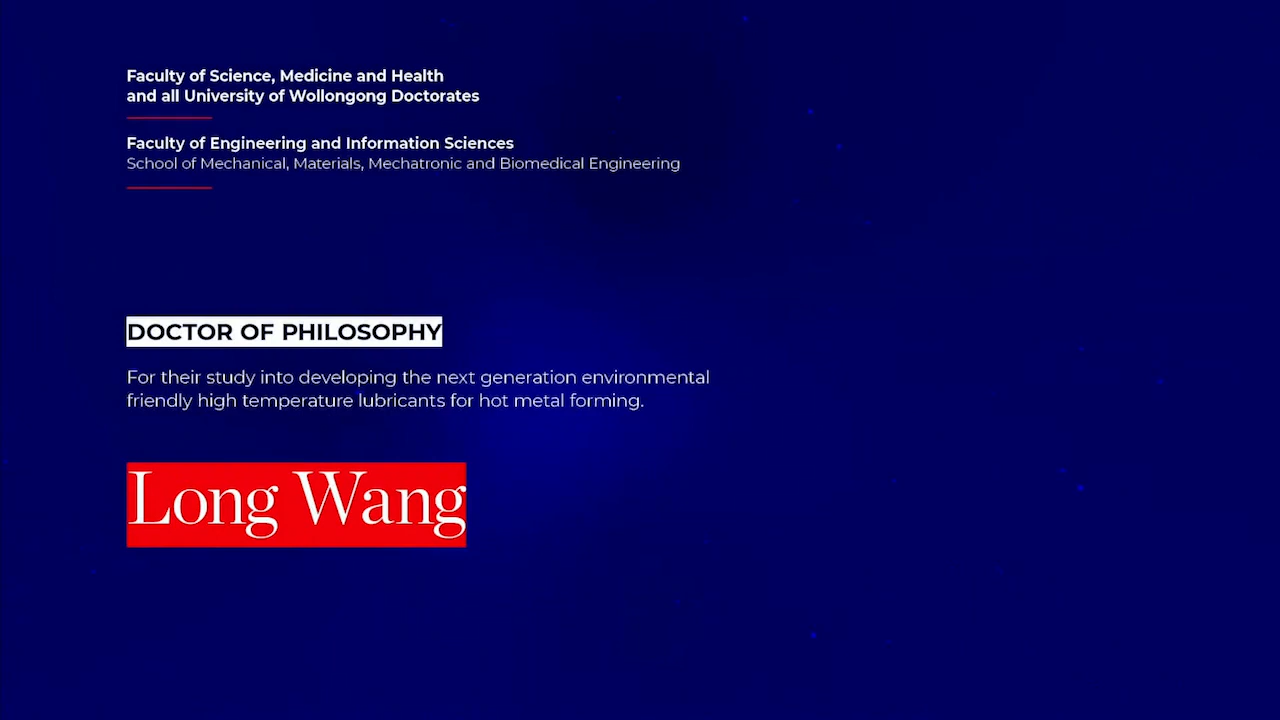 Faculty of Science, Medicine and Health
and all University of Wollongong Doctorates
Faculty of Engineering and Information Sciences
School of Mechanical, Materials, Mechatronic and Biomedical Engineering
DOCTOR OF PHILOSOPHY
For their study into developing the next generation environmental
friendly high temperature lubricants for hot metal forming.
Long Wang